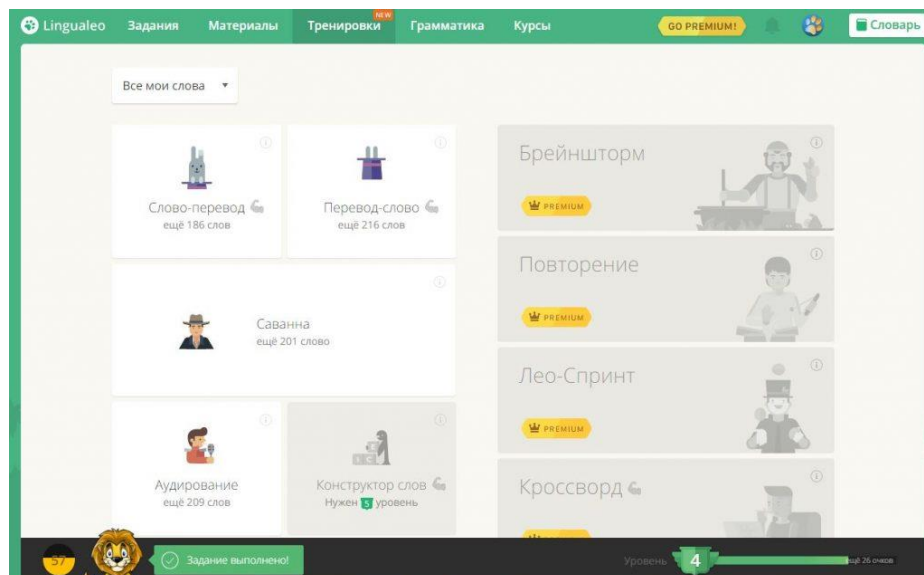 Lingualeo Задания Материалы Тренировки Грамматика Курсы GO PREMIUM! Словарь
NEW
Все мои слова
Слово-перевод
ещё 186 слов
Перевод-слово
ещё 216 слов
Саванна
ещё 201 слово
Аудирование
ещё 209 слов
Конструктор слов
Нужен 5 уровень
Брейншторм
PREMIUM
Повторение
PREMIUM
Лео-Спринт
PREMIUM
Кроссворд
57
Задание выполнено!
Уровень 4 ещё 26 очков